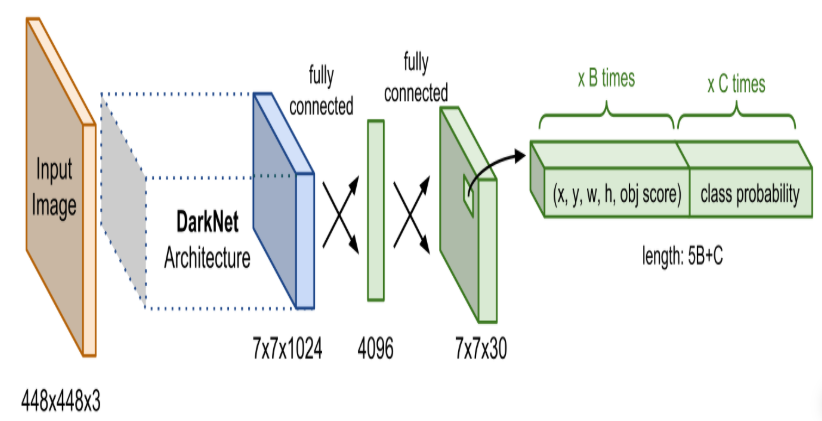 Input
Image
448x448x3
DarkNet
Architecture
7x7x1024
fully
connected
4096
fully
connected
7x7x30
x B times
x C times
(x, y, w, h, obj score)
class probability
length: 5B+C